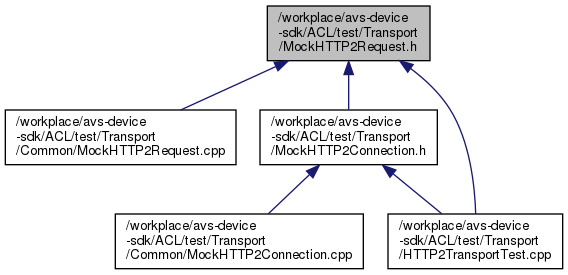 /workplace/avs-device
-sdk/ACL/test/Transport
/MockHTTP2Request.h
/workplace/avs-device
-sdk/ACL/test/Transport
/Common/MockHTTP2Request.cpp
/workplace/avs-device
-sdk/ACL/test/Transport
/MockHTTP2Connection.h
/workplace/avs-device
-sdk/ACL/test/Transport
/Common/MockHTTP2Connection.cpp
/workplace/avs-device
-sdk/ACL/test/Transport
/HTTP2TransportTest.cpp